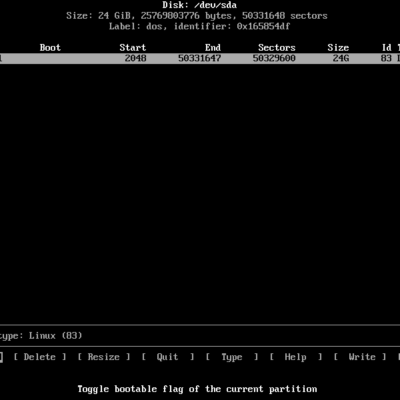 Disk: /dev/sda
Size: 24 GiB, 25769803776 bytes, 50331648 sectors
Label: dos, identifier: 0x165854df
Boot Start End Sectors Size Id
2048 50331647 50329600 24G 83
type: Linux (83)
[ Delete ] [ Resize ] [ Quit ] [ Type ] [ Help ] [ Write ]
Toggle bootable flag of the current partition